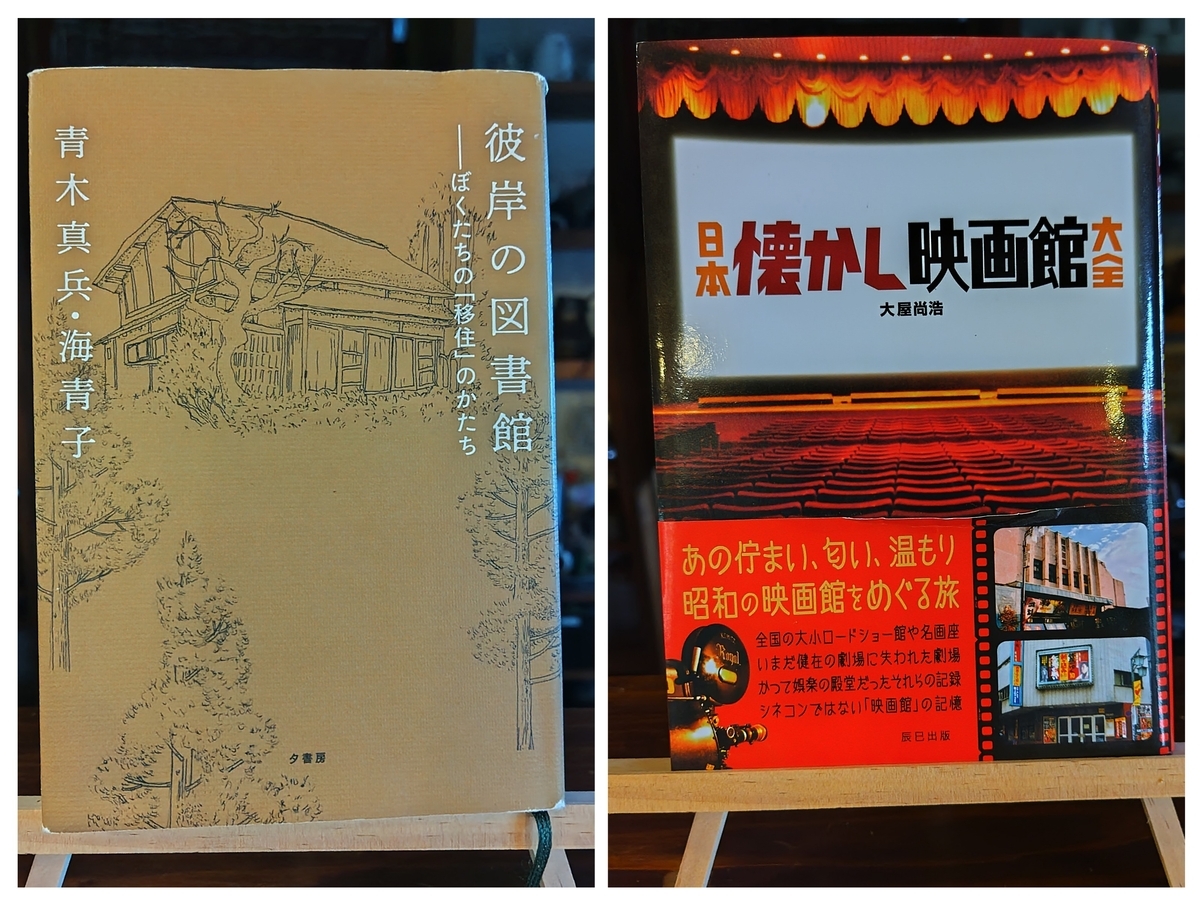 彼岸の図書館
──ぼくたちの「移住」のかたち
青木真兵・海青子
夕書房
日本懐かし映画館大全
大屋尚浩
あの佇まい、匂い、温もり
昭和の映画館をめぐる旅
全国の大小ロードショー館や名画座
いまだ健在の劇場に失われた劇場
かつて娯楽の殿堂だったそれらの記録
シネコンではない「映画館」の記憶
辰巳出版
Royal